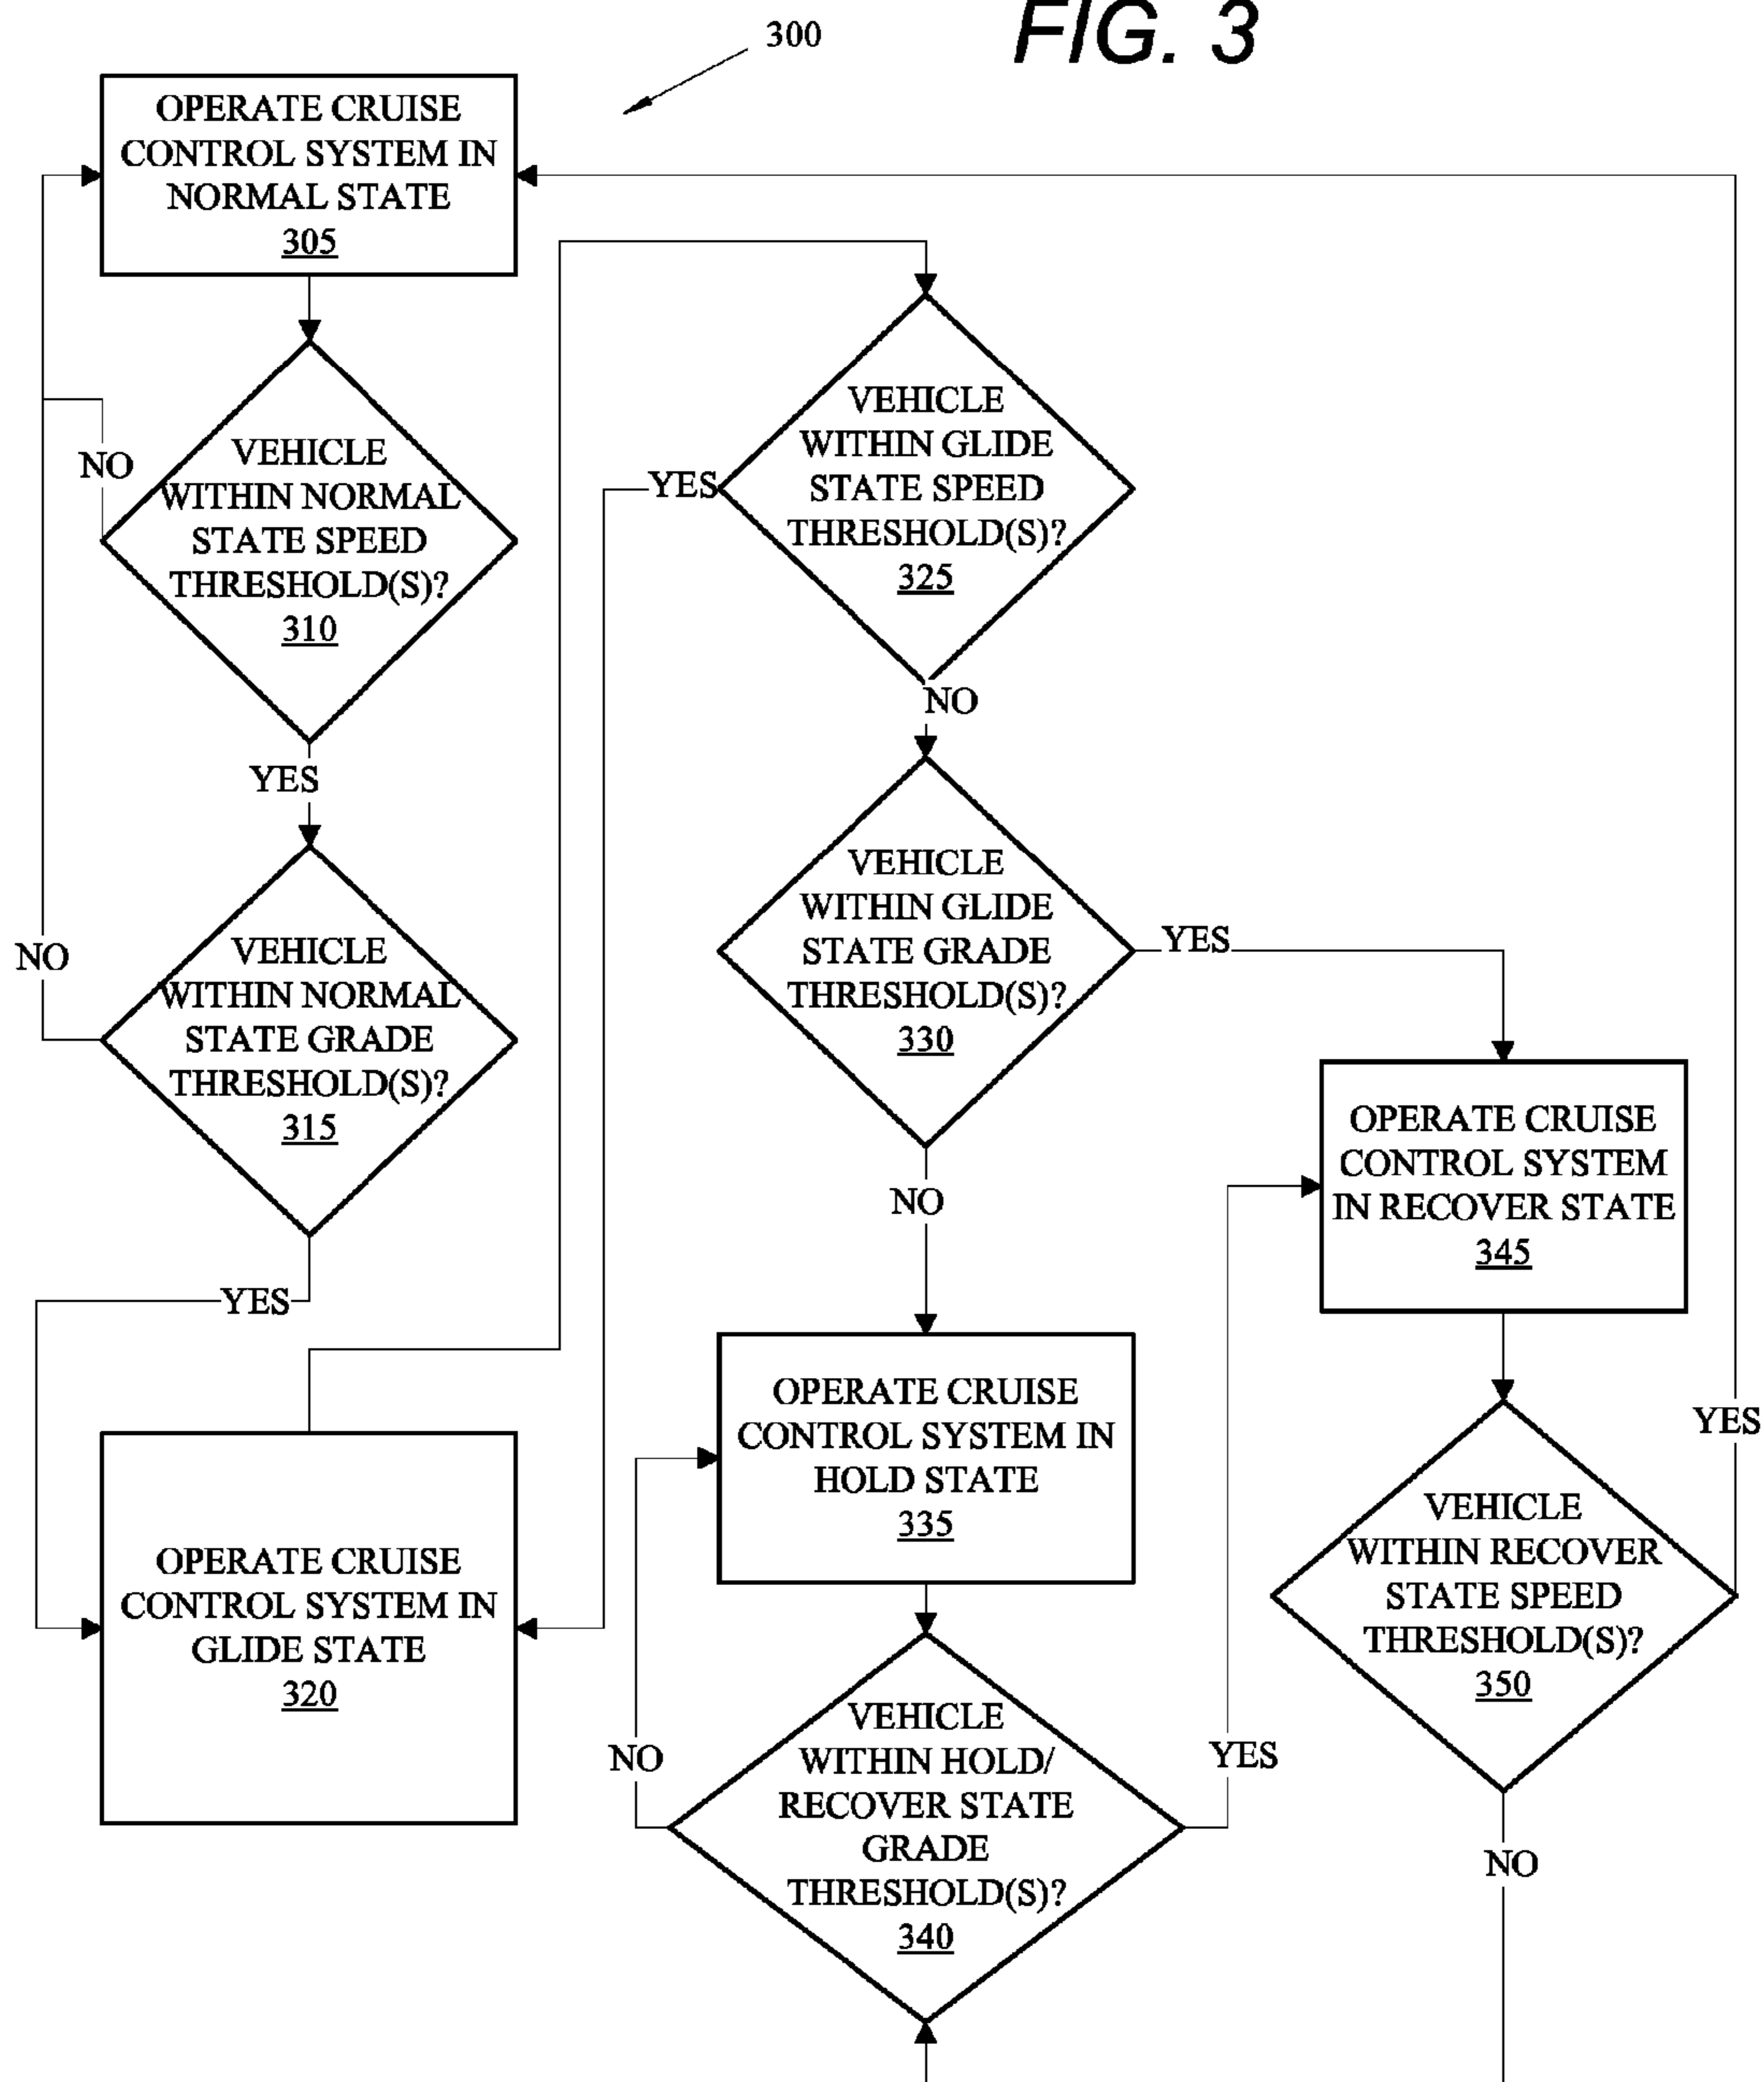 FIG. 3
300
OPERATE CRUISE
CONTROL SYSTEM IN
NORMAL STATE
305
VEHICLE
WITHIN NORMAL
STATE SPEED
THRESHOLD(S)?
310
NO
YES
VEHICLE
WITHIN NORMAL
STATE GRADE
THRESHOLD(S)?
315
NO
YES
OPERATE CRUISE
CONTROL SYSTEM IN
GLIDE STATE
320
VEHICLE
WITHIN GLIDE
STATE SPEED
THRESHOLD(S)?
325
YES
NO
VEHICLE
WITHIN GLIDE
STATE GRADE
THRESHOLD(S)?
330
YES
NO
OPERATE CRUISE
CONTROL SYSTEM IN
HOLD STATE
335
VEHICLE
WITHIN HOLD/
RECOVER STATE
GRADE
THRESHOLD(S)?
340
NO
YES
OPERATE CRUISE
CONTROL SYSTEM
IN RECOVER STATE
345
VEHICLE
WITHIN RECOVER
STATE SPEED
THRESHOLD(S)?
350
YES
NO